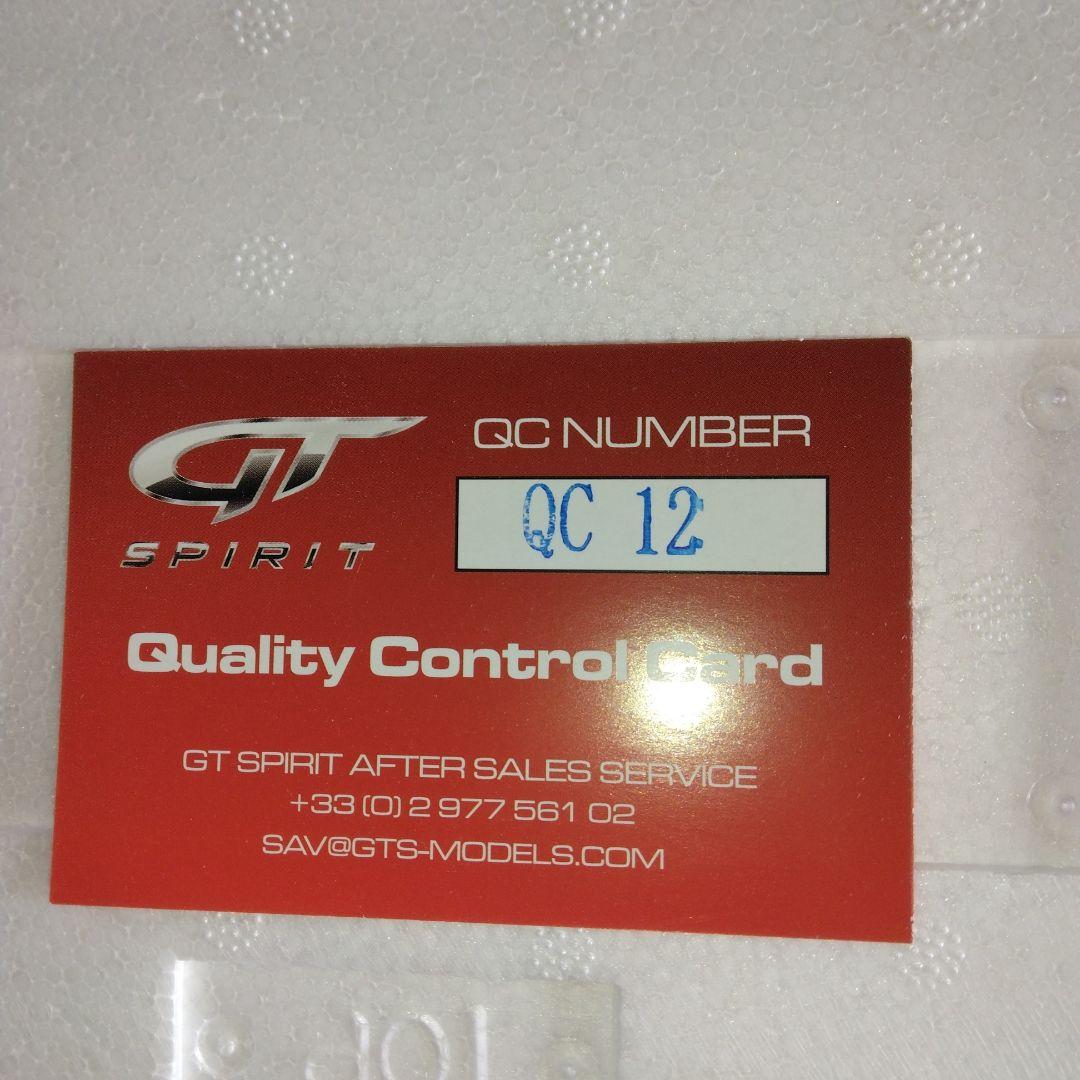 GT
SPIRIT
QC NUMBER
QC 12
Quality Control Card
GT SPIRIT AFTER SALES SERVICE
+33 (0) 2 977 561 02
SAV@GTS-MODELS.COM